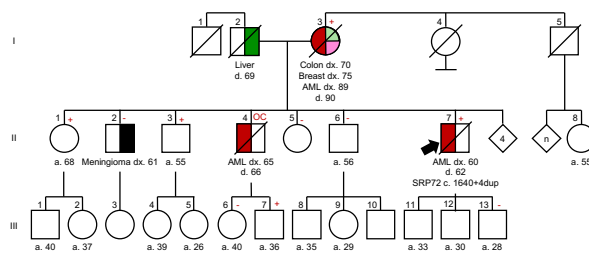 I
1 2 3 + 4 5
Liver
d. 69
Colon dx. 70
Breast dx. 75
AML dx. 89
d. 90
II
1 + 2 - 3 + 4 OC 5 - 6 - 7 + 4 n 8
a. 68 Meningioma dx. 61 a. 55 AML dx. 65 a. 56 AML dx. 60 a. 55
d. 66 d. 62
SRP72 c. 1640+4dup
III
1 2 3 4 5 6 - 7 + 8 9 10 11 12 13 -
a. 40 a. 37 a. 39 a. 26 a. 40 a. 36 a. 35 a. 29 a. 33 a. 30 a. 28